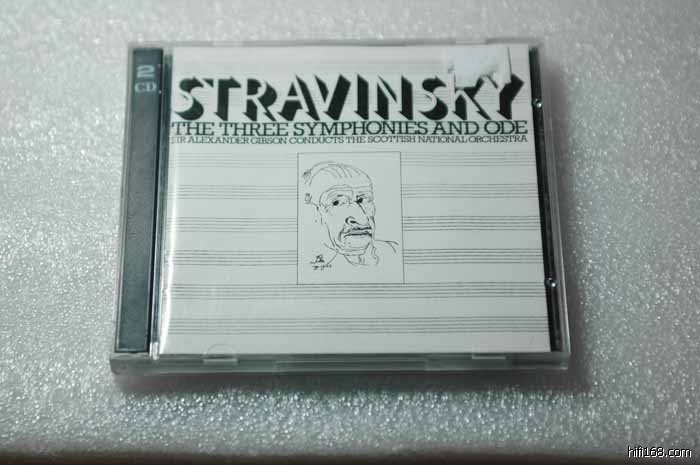 2
CD
STRAVINSKY
THE THREE SYMPHONIES AND ODE
SIR ALEXANDER GIBSON CONDUCTS THE SCOTTISH NATIONAL ORCHESTRA
hifi168.com